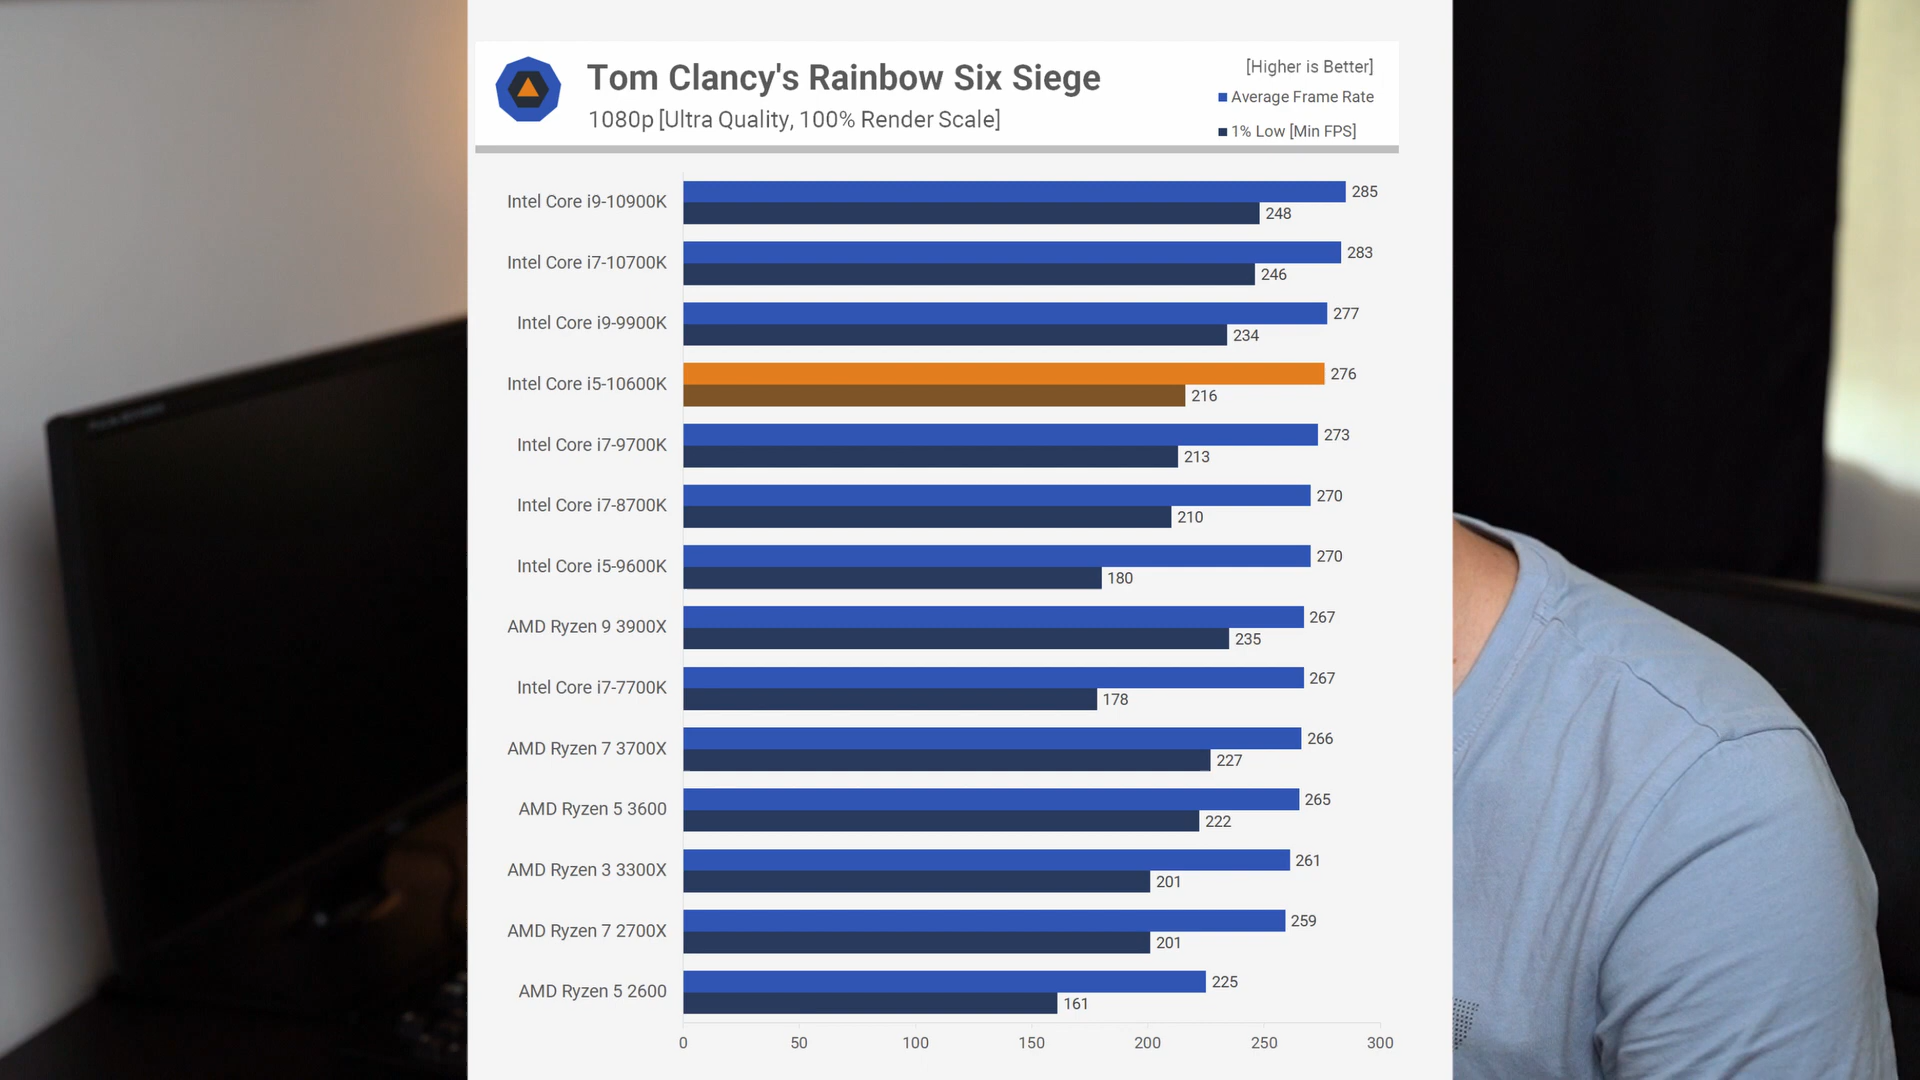 Tom Clancy's Rainbow Six Siege
1080p [Ultra Quality, 100% Render Scale]
[Higher is Better]
Average Frame Rate
1% Low [Min FPS]
Intel Core i9-10900K 285
248
Intel Core i7-10700K 283
246
Intel Core i9-9900K 277
234
Intel Core i5-10600K 276
216
Intel Core i7-9700K 273
213
Intel Core i7-8700K 270
210
Intel Core i5-9600K 270
180
AMD Ryzen 9 3900X 267
235
Intel Core i7-7700K 267
178
AMD Ryzen 7 3700X 266
227
AMD Ryzen 5 3600 265
222
AMD Ryzen 3 3300X 261
201
AMD Ryzen 7 2700X 259
201
AMD Ryzen 5 2600 225
161
0 50 100 150 200 250 300